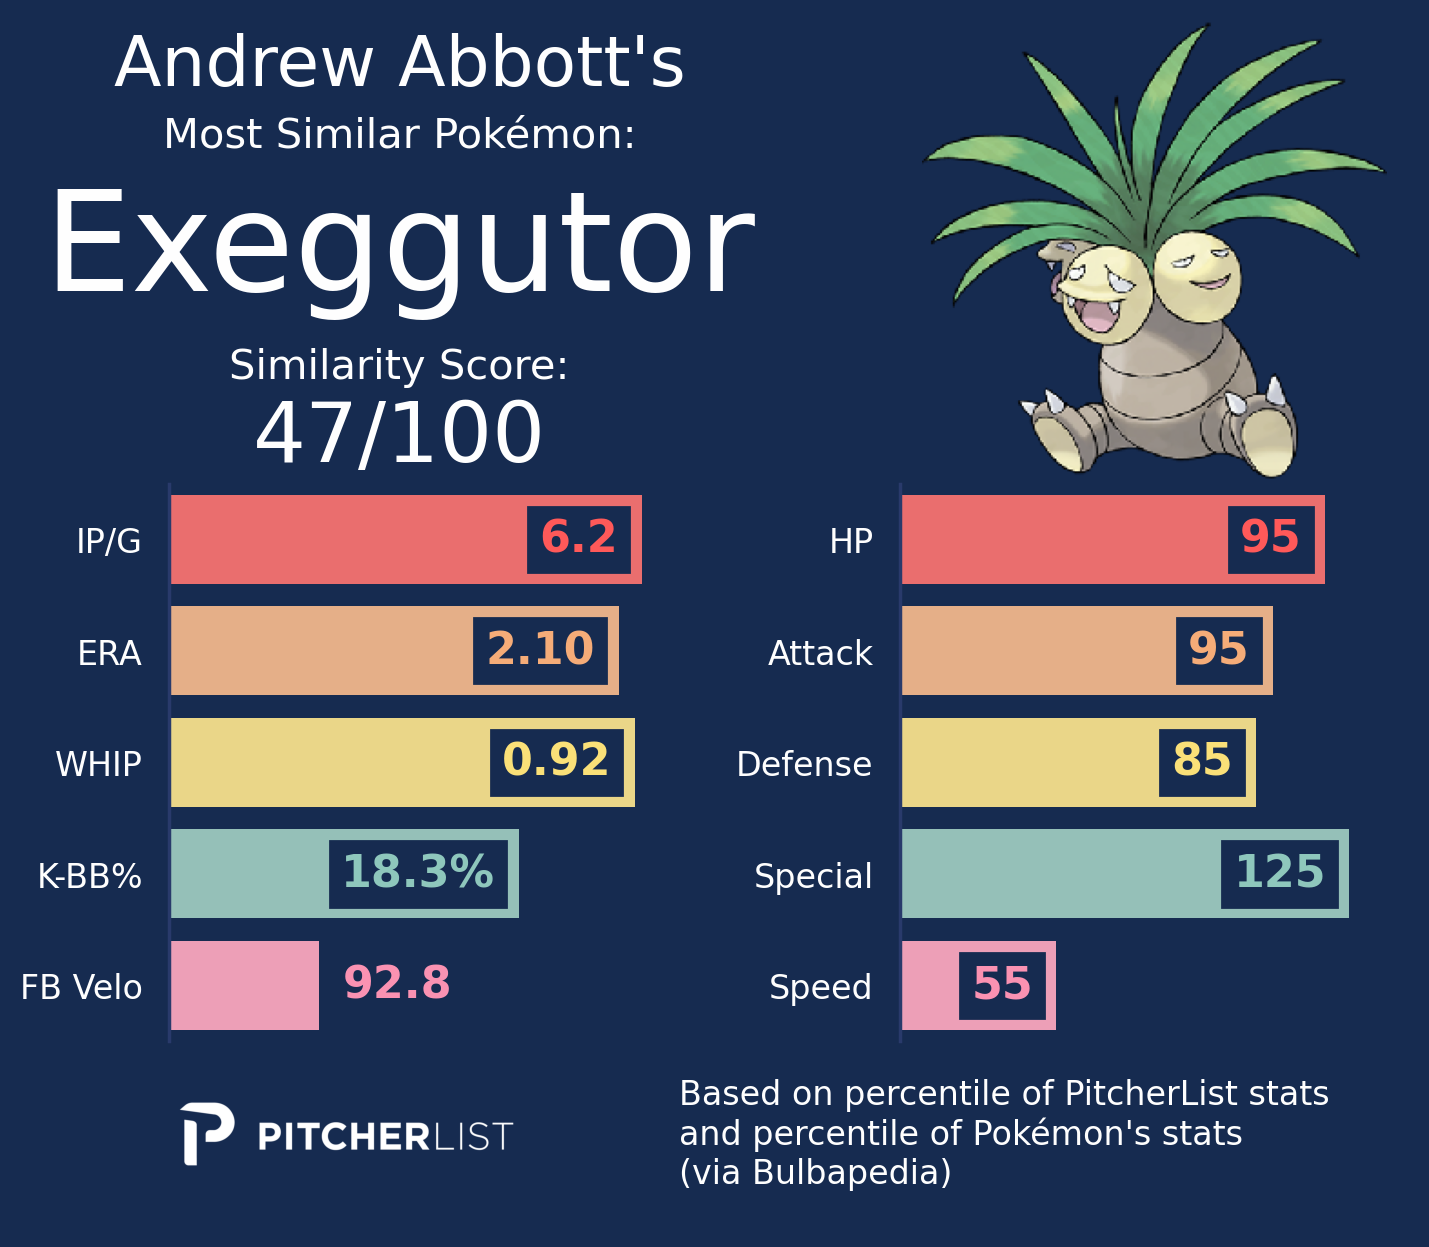 Andrew Abbott's
Most Similar Pokémon:
Exeggutor
Similarity Score:
47/100
IP/G 6.2
ERA 2.10
WHIP 0.92
K-BB% 18.3%
FB Velo 92.8
HP 95
Attack 95
Defense 85
Special 125
Speed 55
PITCHERLIST
Based on percentile of PitcherList stats
and percentile of Pokémon's stats
(via Bulbapedia)